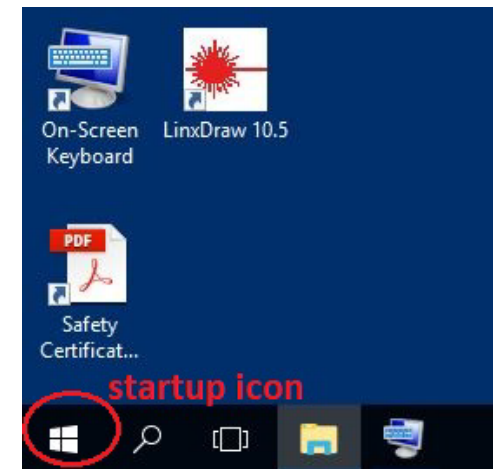 On-Screen
Keyboard
LinxDraw 10.5
PDF
Safety
Certificat...
startup icon